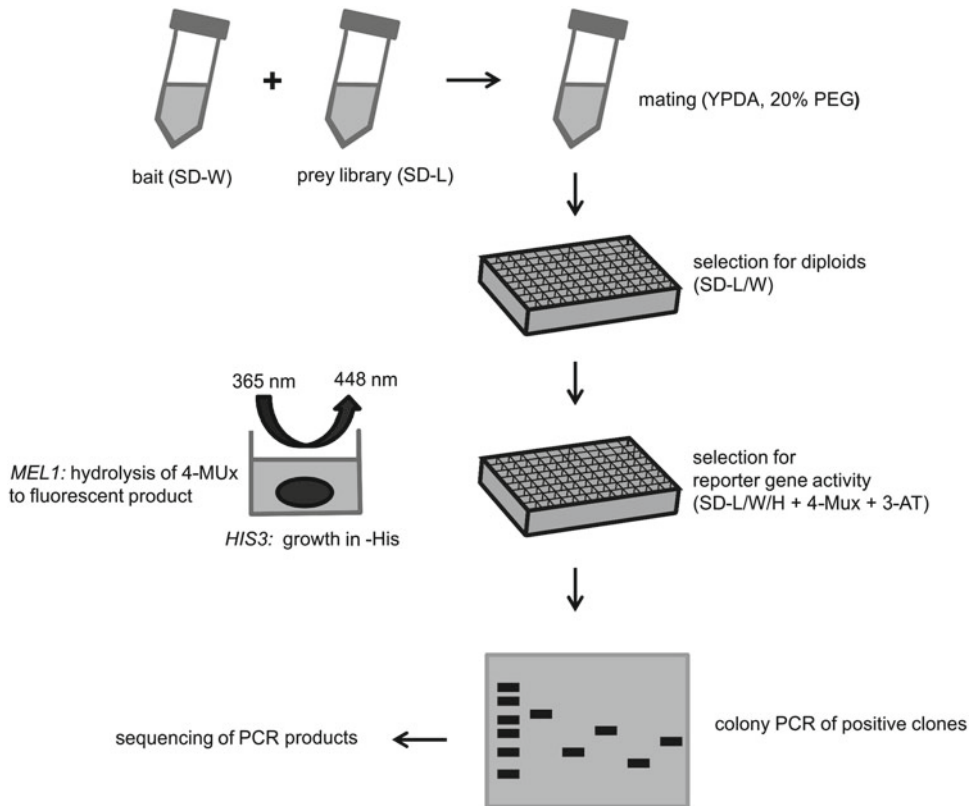 mating (YPDA, 20% PEG)
bait (SD-W)
prey library (SD-L)
selection for diploids
(SD-L/W)
365 nm
448 nm
MEL1: hydrolysis of 4-MUx
to fluorescent product
HIS3: growth in -His
selection for
reporter gene activity
(SD-L/W/H + 4-Mux + 3-AT)
colony PCR of positive clones
sequencing of PCR products